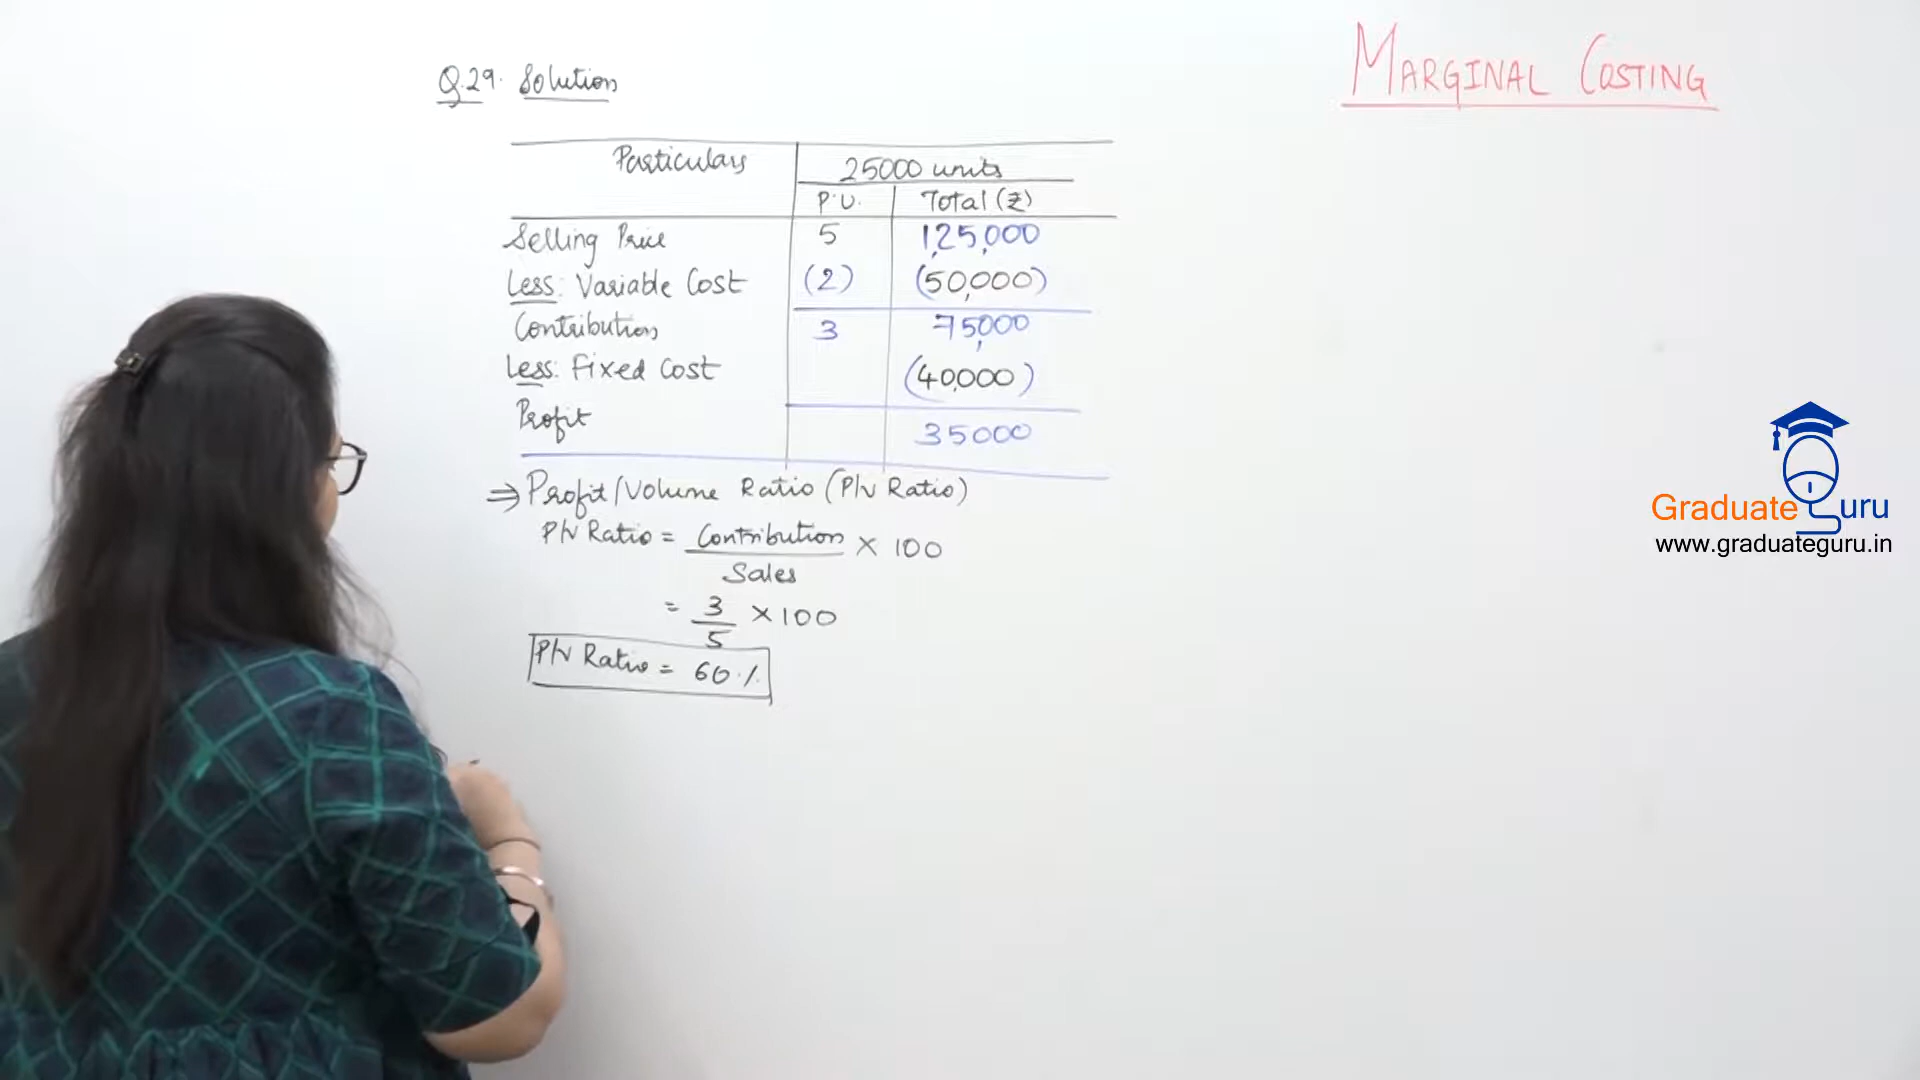 MARGINAL COSTING
Q.29. Solution
Particulars 25000 units
P.U. Total (₹)
Selling Price 5 1,25,000
Less: Variable Cost (2) (50,000)
Contribution 3 75,000
Less: Fixed Cost (40,000)
Profit 35000
⇒ Profit/Volume Ratio (P/V Ratio)
P/V Ratio = Contribution × 100
Sales
= 3 × 100
5
P/V Ratio = 60%
Graduate Guru
www.graduateguru.in